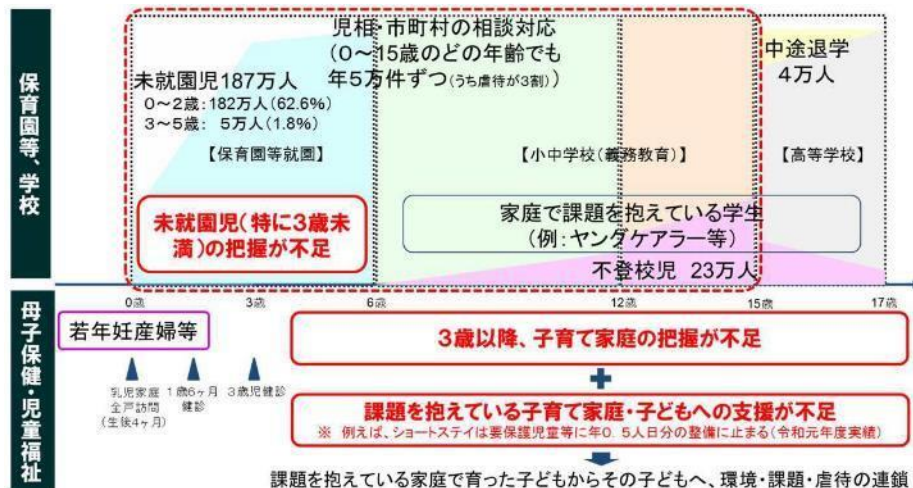 保育園等、学校
児相・市町村の相談対応
(0～15歳のどの年齢でも
年5万件ずつ(うち虐待が3割))
未就園児187万人
0～2歳:182万人(62.6%)
3～5歳: 5万人(1.8%)
中途退学
4万人
【保育園等就園】
【小中学校(義務教育)】
【高等学校】
未就園児(特に3歳未
満)の把握が不足
家庭で課題を抱えている学生
(例:ヤングケアラー等)
不登校児 23万人
0歳
3歳
6歳
12歳
15歳
17歳
母子保健・児童福祉
若年妊産婦等
乳児家庭
全戸訪問
(生後4ヶ月)
1歳6ヶ月
健診
3歳児健診
3歳以降、子育て家庭の把握が不足
+
課題を抱えている子育て家庭・子どもへの支援が不足
※ 例えば、ショートステイは要保護児童等に年0.5人日分の整備に止まる(令和元年度実績)
課題を抱えている家庭で育った子どもからその子どもへ、環境・課題・虐待の連鎖